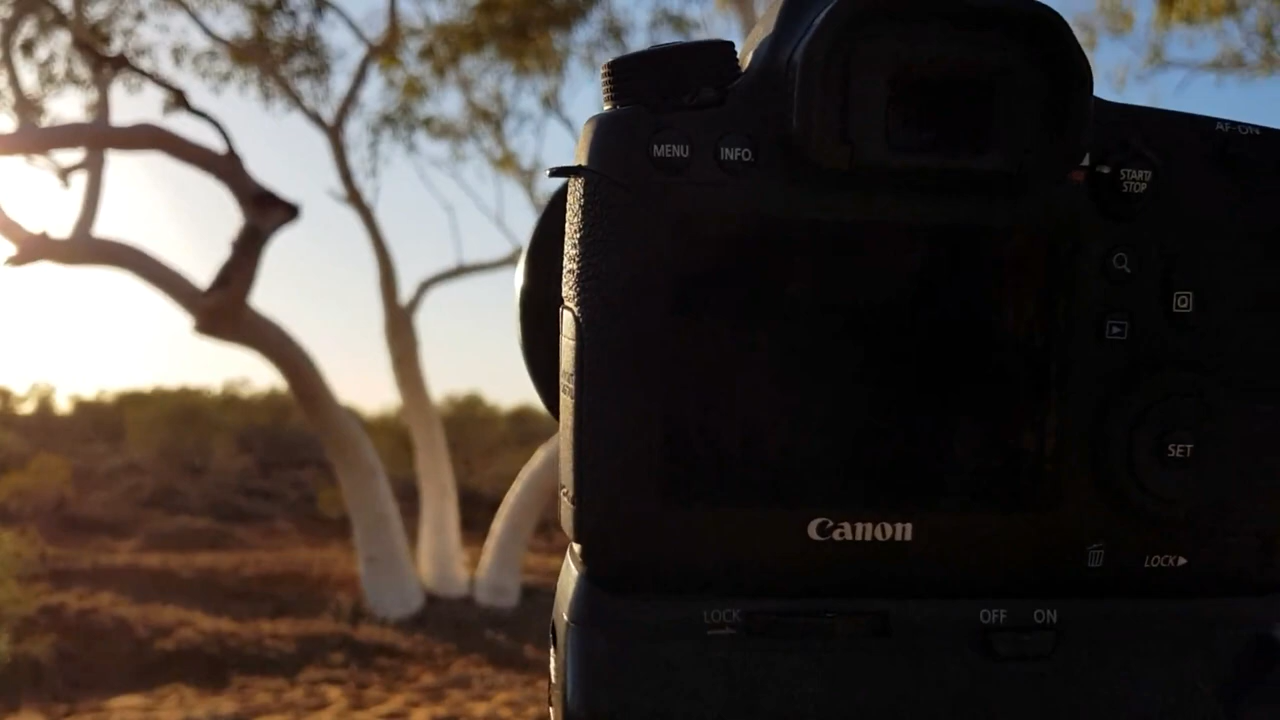 AF-ON
MENU INFO.
START/
STOP
Q
SET
Canon
LOCK▶
LOCK
OFF ON